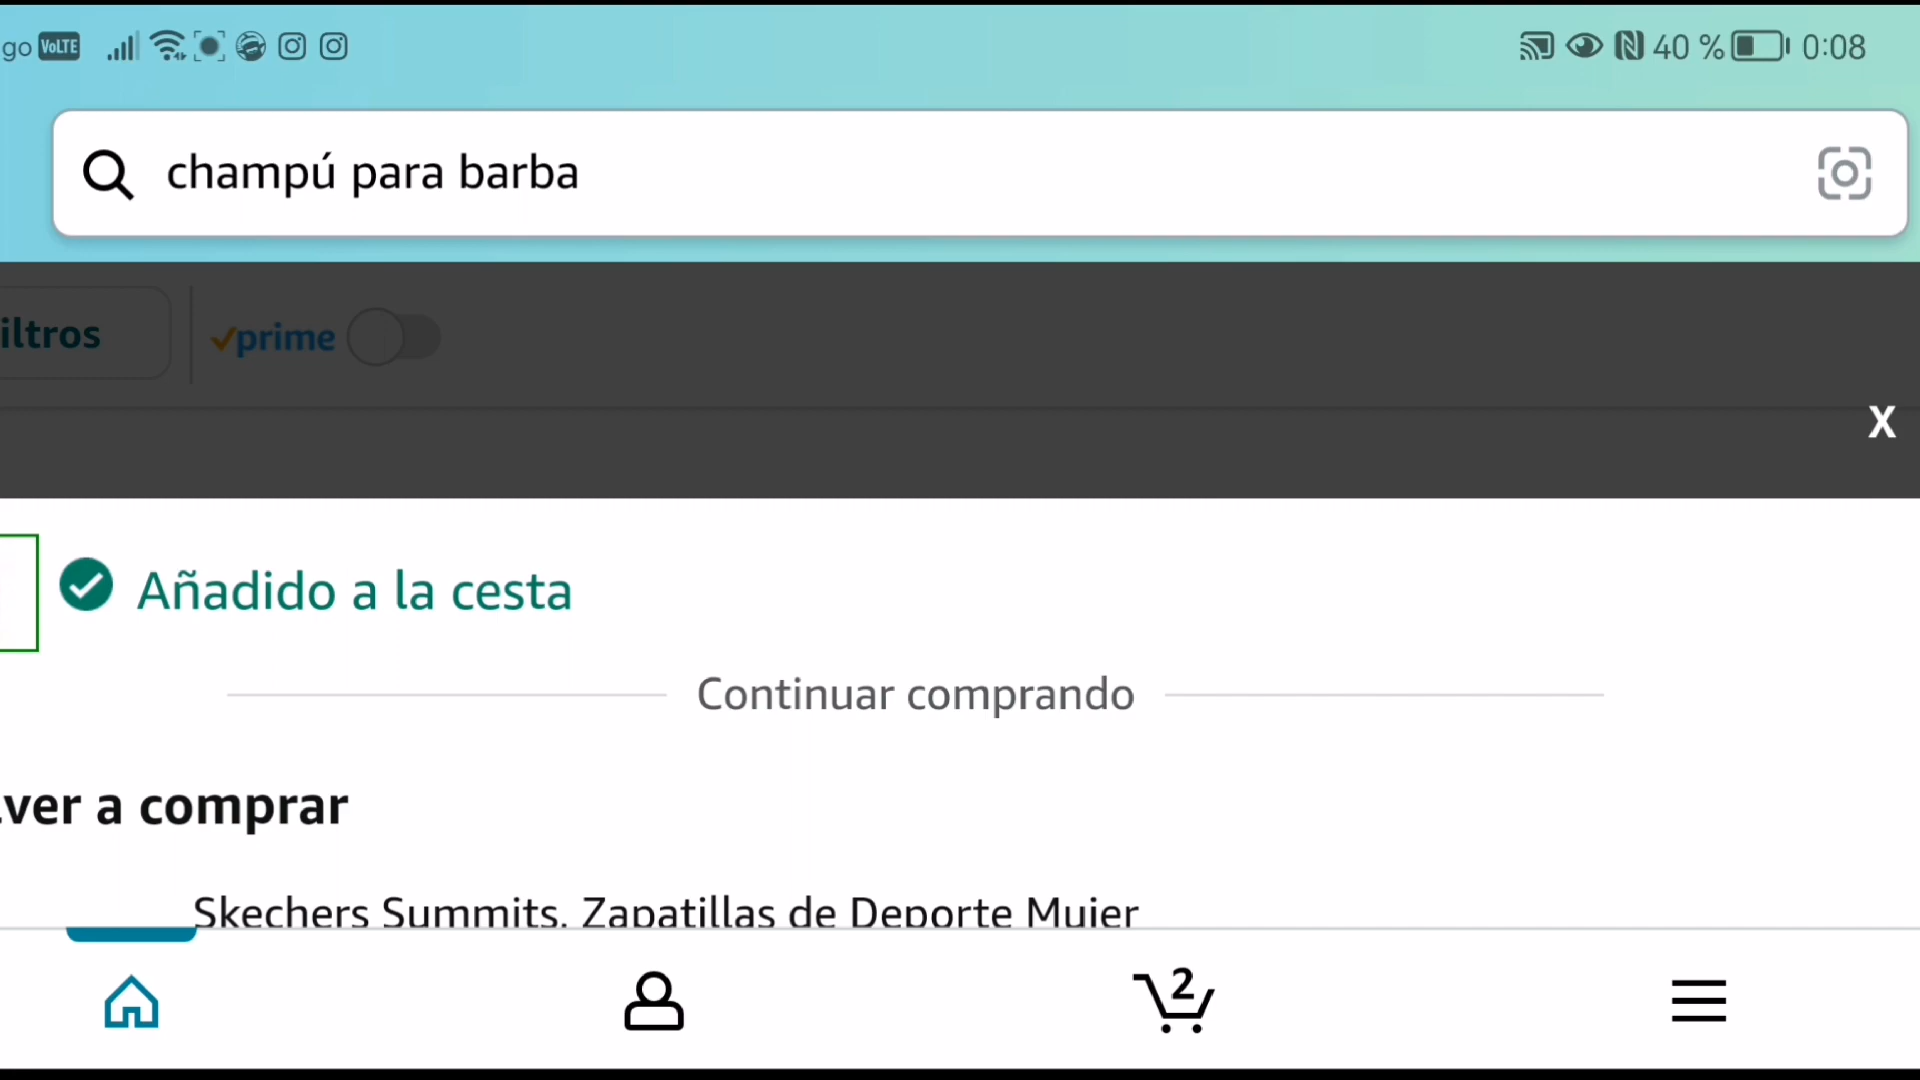 go VoLTE 40 % 0:08
champú para barba
iltros prime
X
Añadido a la cesta
Continuar comprando
ver a comprar
Skechers Summits, Zapatillas de Deporte Mujer
2